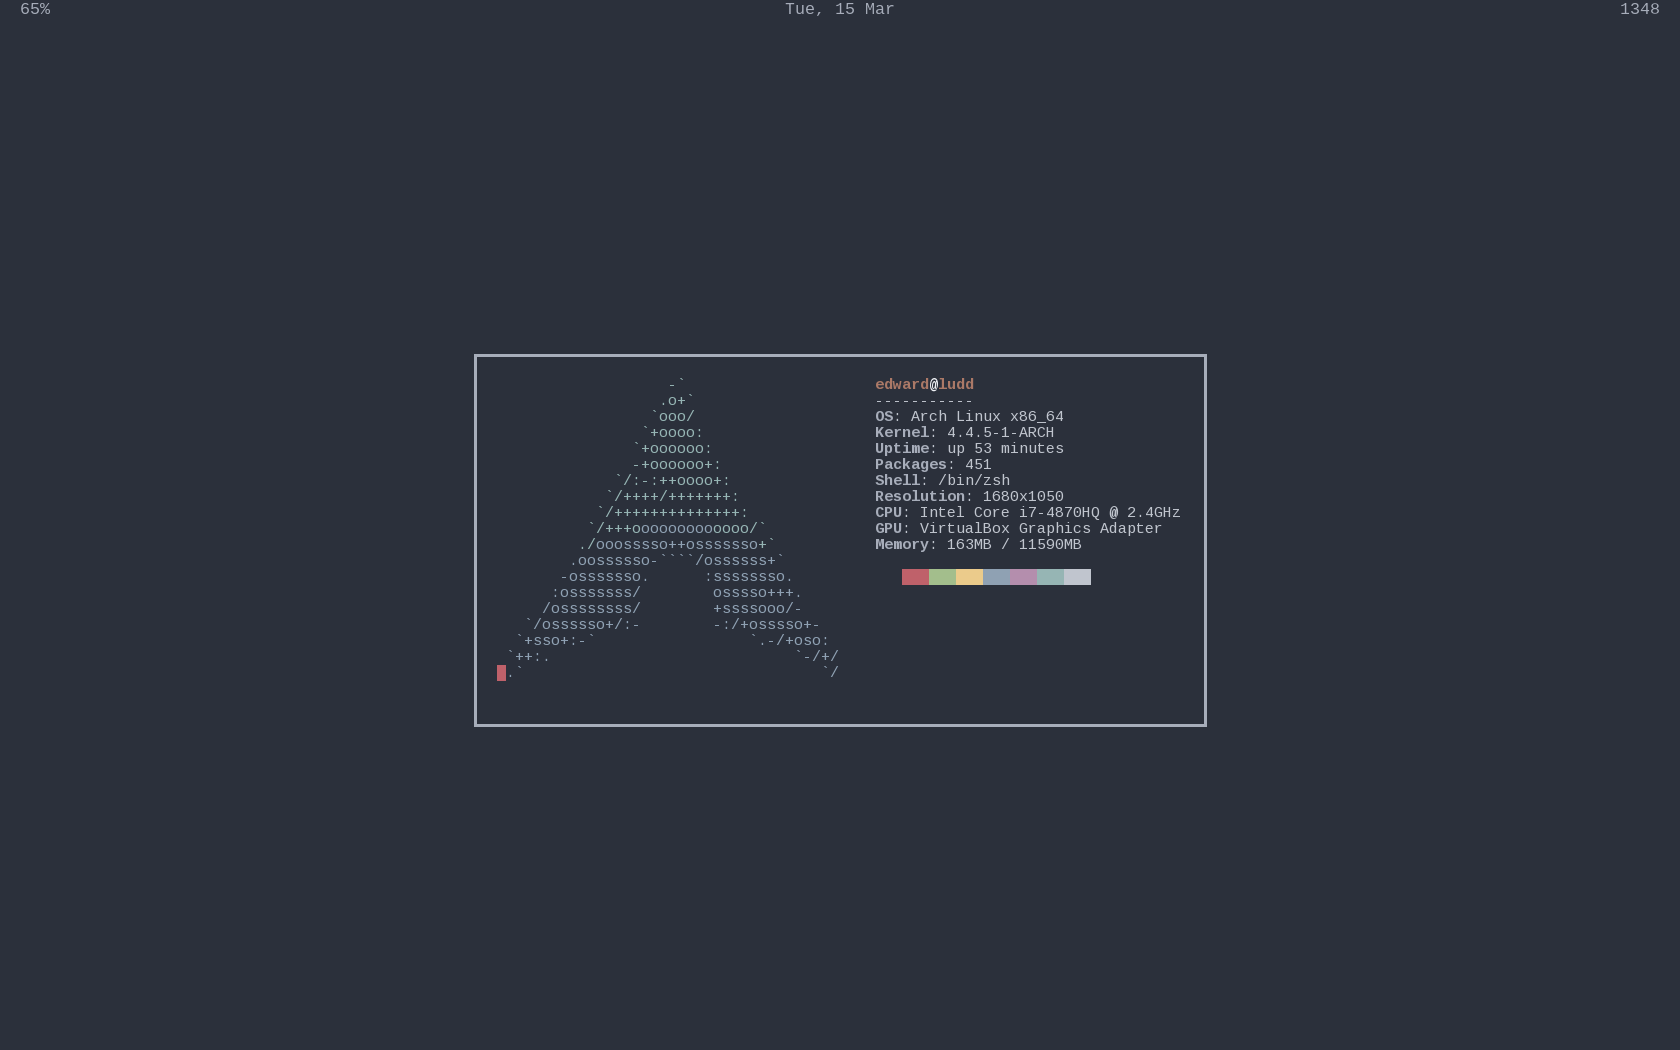 65% Tue, 15 Mar 1348
                   -`
                  .o+`
                 `ooo/
                `+oooo:
               `+oooooo:
               -+oooooo+:
             `/:-:++oooo+:
            `/++++/+++++++:
           `/++++++++++++++:
          `/+++ooooooooooooo/`
         ./ooosssso++osssssso+`
        .oossssso-````/ossssss+`
       -osssssso.      :ssssssso.
      :osssssss/        osssso+++.
     /ossssssss/        +ssssooo/-
   `/ossssso+/:-        -:/+osssso+-
  `+sso+:-`                 `.-/+oso:
 `++:.                           `-/+/
 .`                                 `/
edward@ludd
-----------
OS: Arch Linux x86_64
Kernel: 4.4.5-1-ARCH
Uptime: up 53 minutes
Packages: 451
Shell: /bin/zsh
Resolution: 1680x1050
CPU: Intel Core i7-4870HQ @ 2.4GHz
GPU: VirtualBox Graphics Adapter
Memory: 163MB / 11590MB